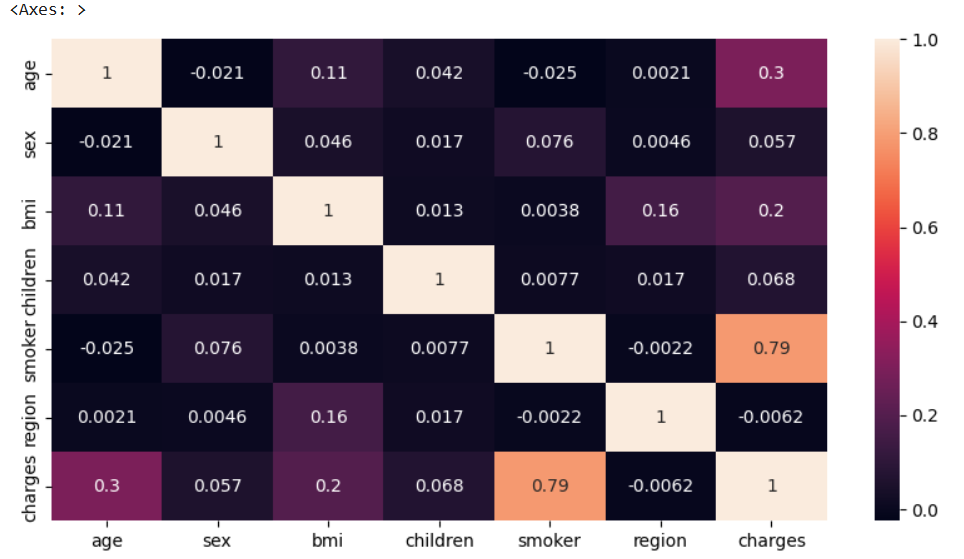 <Axes: >
age 1 -0.021 0.11 0.042 -0.025 0.0021 0.3
sex -0.021 1 0.046 0.017 0.076 0.0046 0.057
bmi 0.11 0.046 1 0.013 0.0038 0.16 0.2
children 0.042 0.017 0.013 1 0.0077 0.017 0.068
smoker -0.025 0.076 0.0038 0.0077 1 -0.0022 0.79
region 0.0021 0.0046 0.16 0.017 -0.0022 1 -0.0062
charges 0.3 0.057 0.2 0.068 0.79 -0.0062 1
age sex bmi children smoker region charges
1.0
0.8
0.6
0.4
0.2
0.0